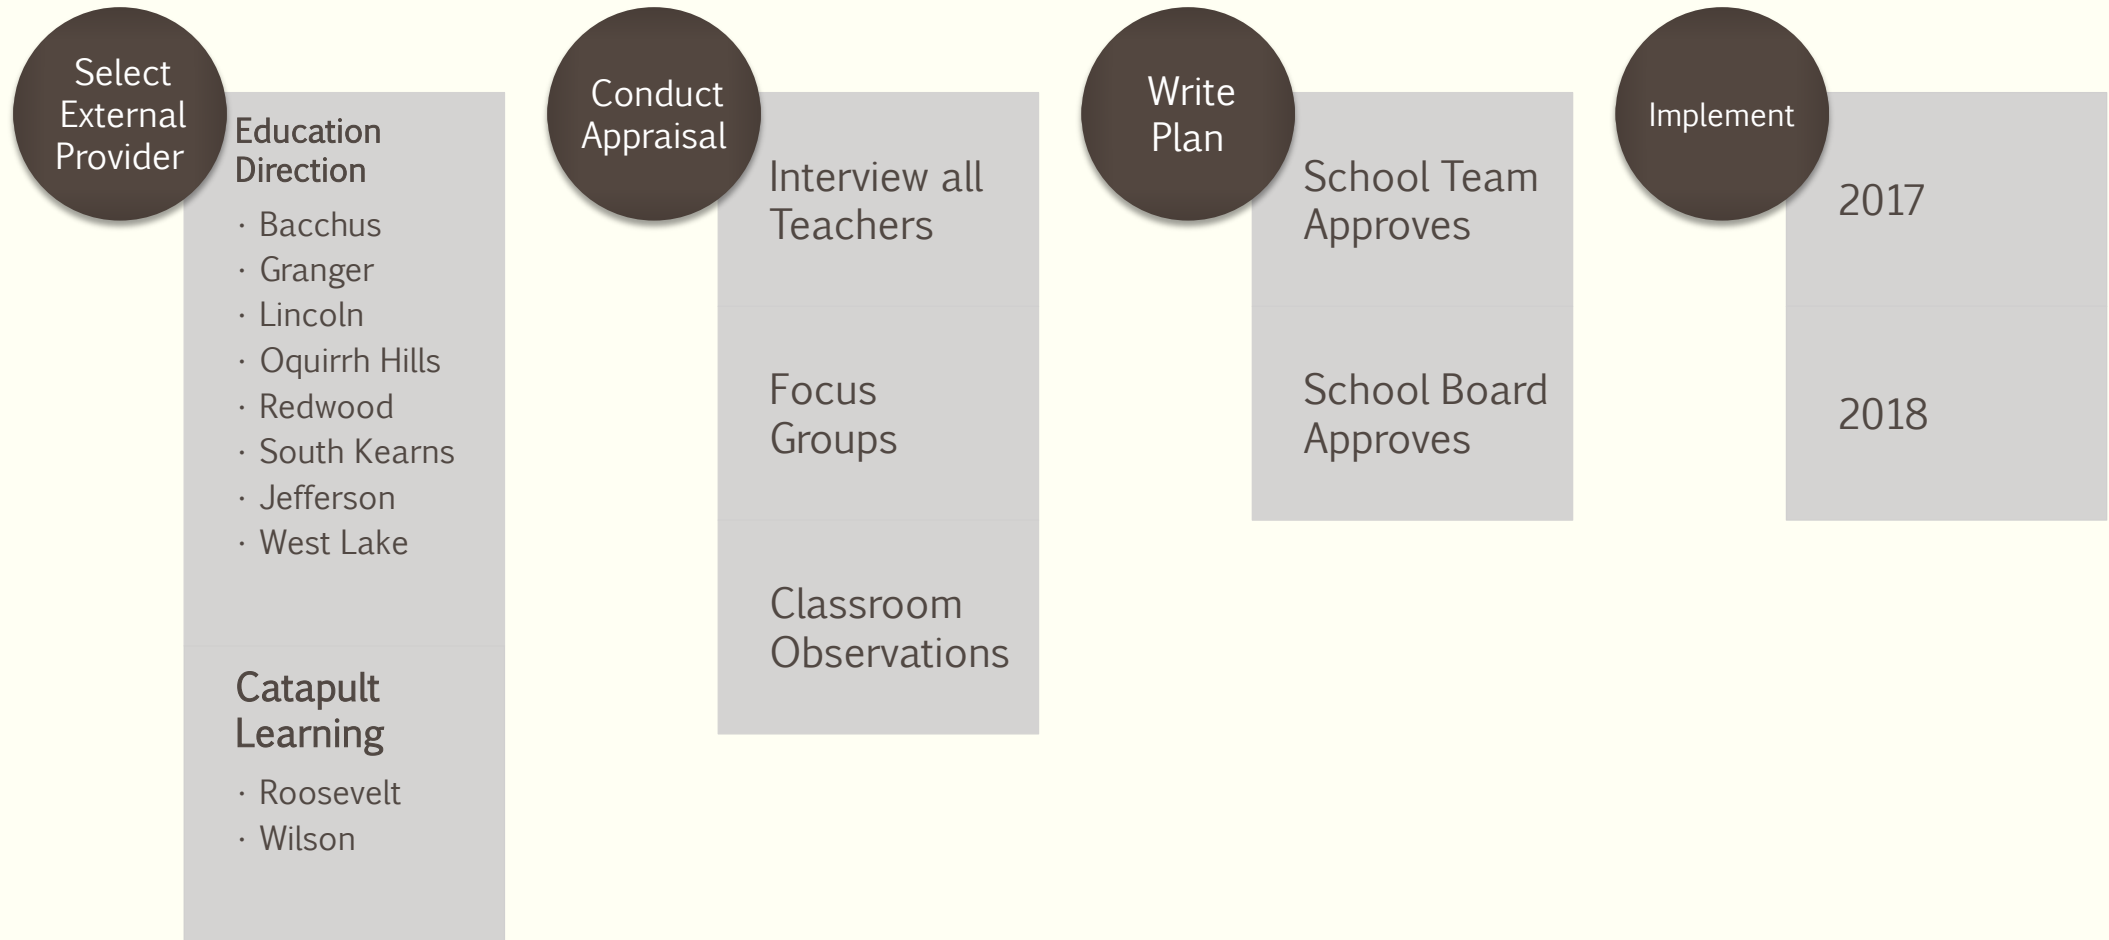 Select
External
Provider
Education
Direction
· Bacchus
· Granger
· Lincoln
· Oquirrh Hills
· Redwood
· South Kearns
· Jefferson
· West Lake
Catapult
Learning
· Roosevelt
· Wilson
Conduct
Appraisal
Interview all
Teachers
Focus
Groups
Classroom
Observations
Write
Plan
School Team
Approves
School Board
Approves
Implement
2017
2018